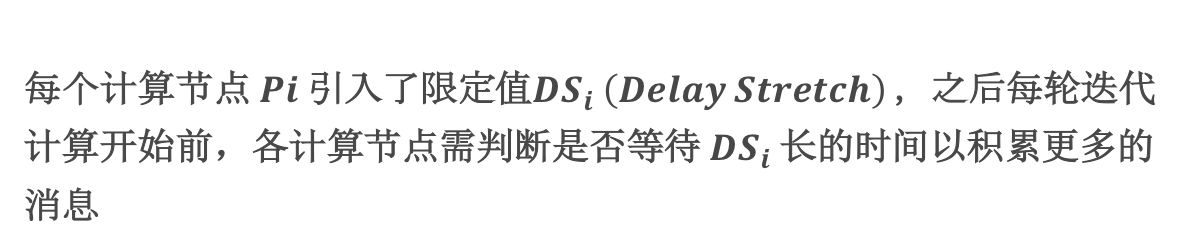 每个计算节点 Pi 引入了限定值DSᵢ (Delay Stretch)，之后每轮迭代
计算开始前，各计算节点需判断是否等待 DSᵢ 长的时间以积累更多的
消息